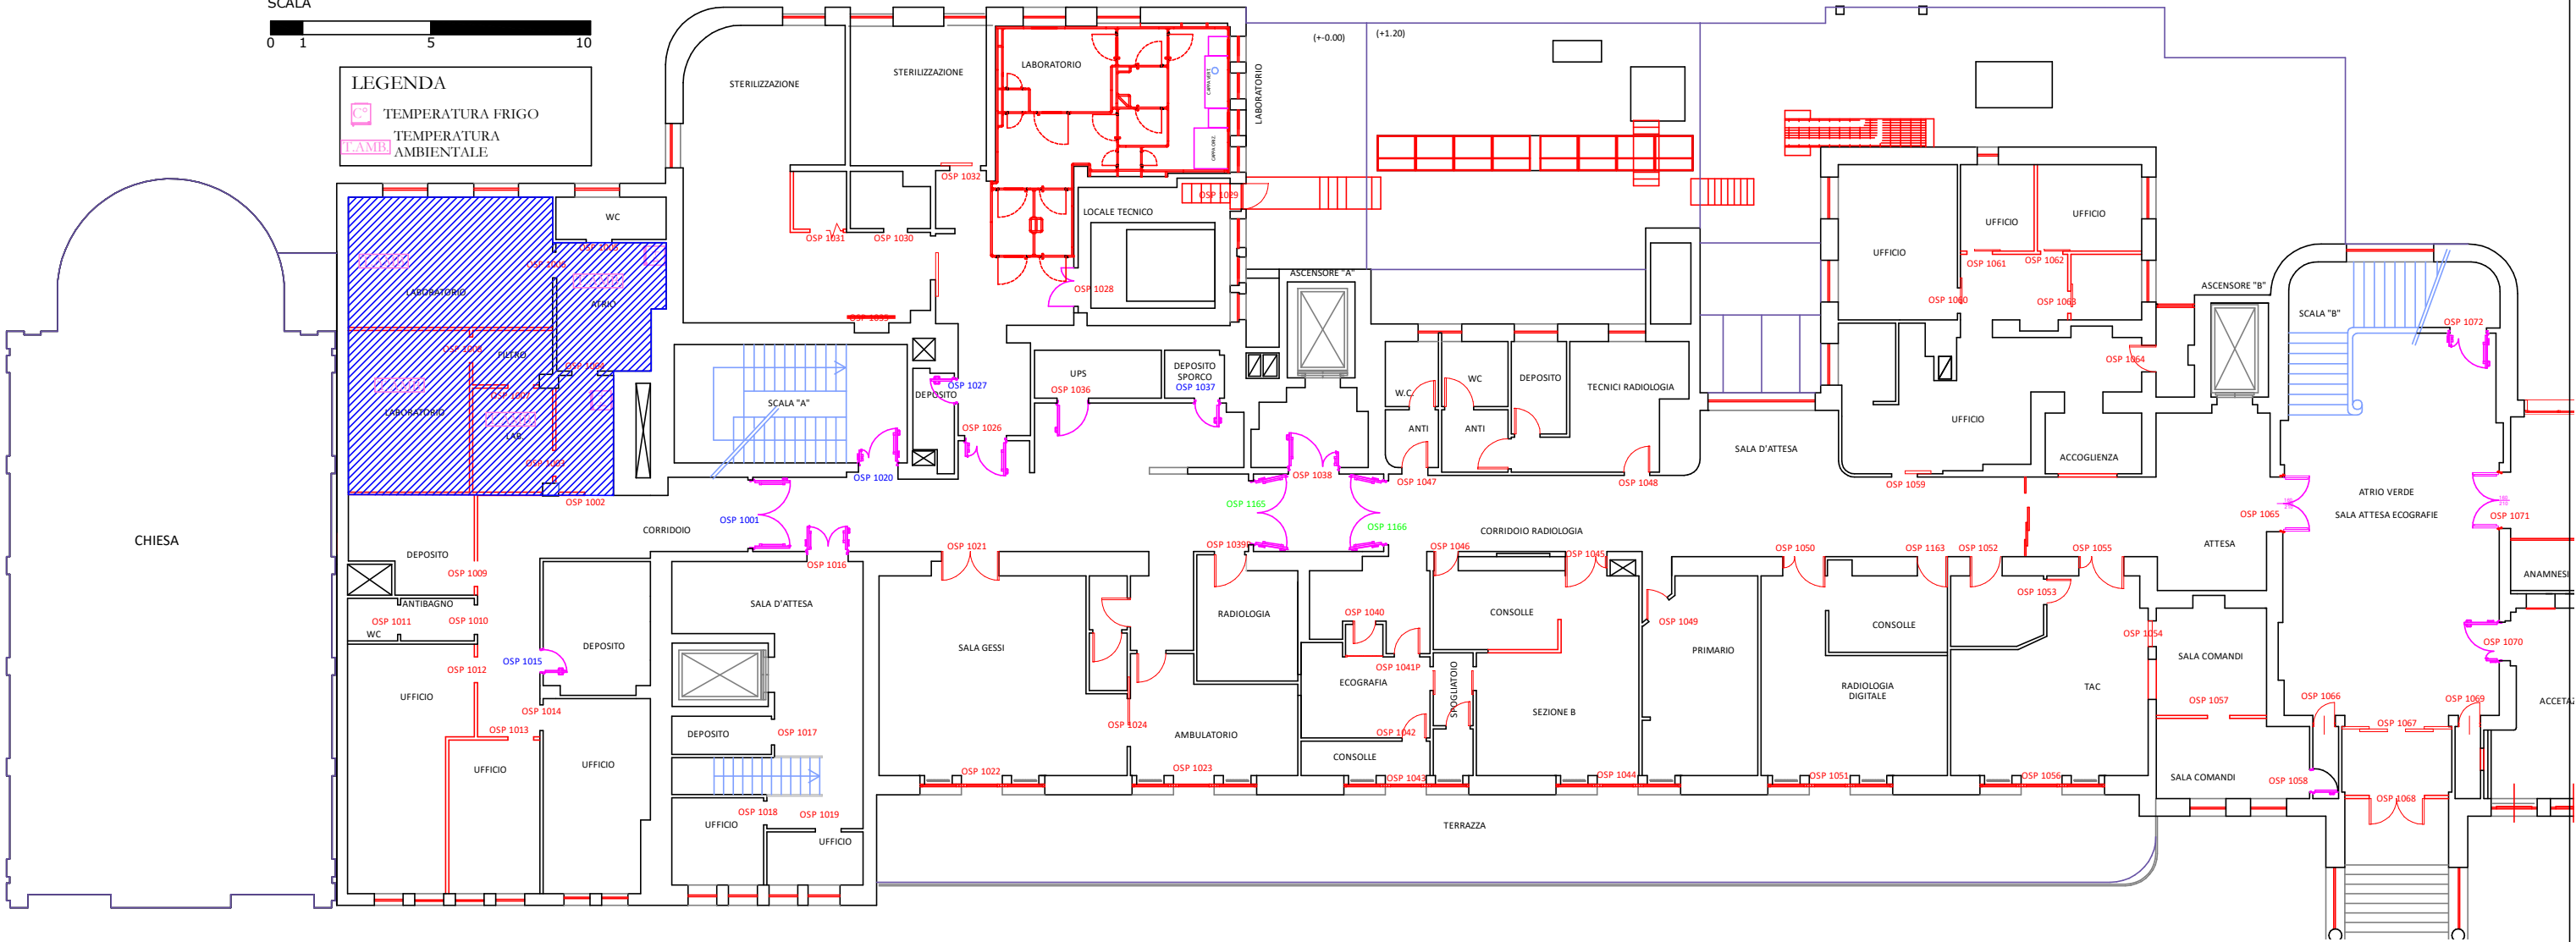 SCALA
0 1 5 10
LEGENDA
C° TEMPERATURA FRIGO
T.AMB. TEMPERATURA
AMBIENTALE
(+-0.00)
(+1.20)
STERILIZZAZIONE
STERILIZZAZIONE
LABORATORIO
LABORATORIO
CAPPA ORIZ.
OSP 1032
OSP 1029
LOCALE TECNICO
OSP 1031
OSP 1030
OSP 1028
WC
OSP 1006
ATRIO
LABORATORIO
FILTRO
OSP 1007
LABORATORIO
LAB.
OSP 1003
OSP 1002
CHIESA
SCALA "A"
DEPOSITO
OSP 1027
OSP 1026
OSP 1020
OSP 1001
CORRIDOIO
OSP 1016
UPS
OSP 1036
DEPOSITO
SPORCO
OSP 1037
ASCENSORE "A"
OSP 1038
OSP 1165
OSP 1166
W.C.
WC
ANTI
ANTI
DEPOSITO
TECNICI RADIOLOGIA
OSP 1047
OSP 1048
SALA D'ATTESA
CORRIDOIO RADIOLOGIA
UFFICIO
UFFICIO
UFFICIO
OSP 1061
OSP 1062
OSP 1060
OSP 1063
OSP 1064
UFFICIO
ACCOGLIENZA
OSP 1059
ASCENSORE "B"
SCALA "B"
OSP 1072
ATRIO VERDE
SALA ATTESA ECOGRAFIE
OSP 1065
OSP 1071
ATTESA
ANAMNESI
OSP 1070
DEPOSITO
OSP 1009
ANTIBAGNO
OSP 1011
OSP 1010
WC
OSP 1012
OSP 1015
DEPOSITO
UFFICIO
OSP 1014
OSP 1013
UFFICIO
UFFICIO
SALA D'ATTESA
DEPOSITO
OSP 1017
OSP 1018
OSP 1019
UFFICIO
UFFICIO
OSP 1021
SALA GESSI
OSP 1024
OSP 1022
OSP 1039P
RADIOLOGIA
AMBULATORIO
OSP 1023
OSP 1040
OSP 1041P
ECOGRAFIA
OSP 1042
CONSOLLE
OSP 1043
SPOGLIATOIO
OSP 1046
OSP 1045
CONSOLLE
SEZIONE B
OSP 1044
OSP 1049
PRIMARIO
OSP 1050
OSP 1163
CONSOLLE
RADIOLOGIA
DIGITALE
OSP 1051
OSP 1052
OSP 1055
OSP 1053
OSP 1054
TAC
OSP 1056
SALA COMANDI
OSP 1057
SALA COMANDI
OSP 1058
OSP 1066
OSP 1067
OSP 1069
OSP 1068
TERRAZZA